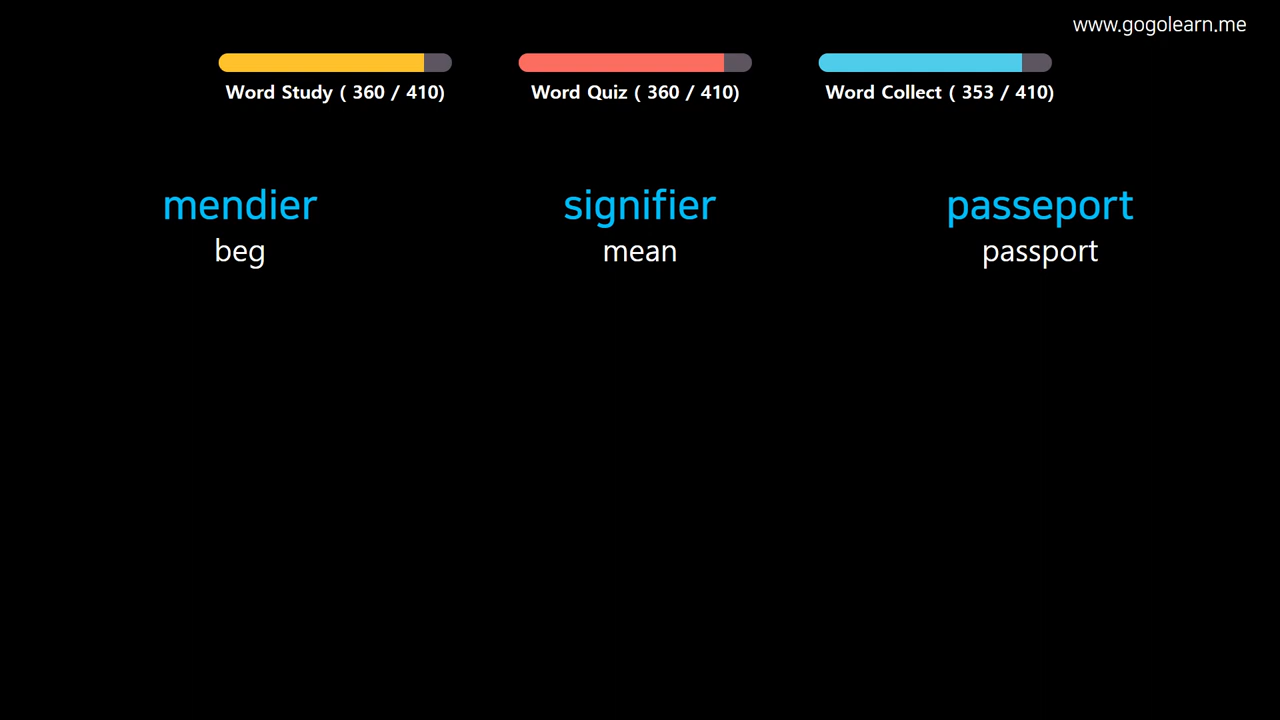 www.gogolearn.me
Word Study ( 360 / 410)
Word Quiz ( 360 / 410)
Word Collect ( 353 / 410)
mendier
beg
signifier
mean
passeport
passport